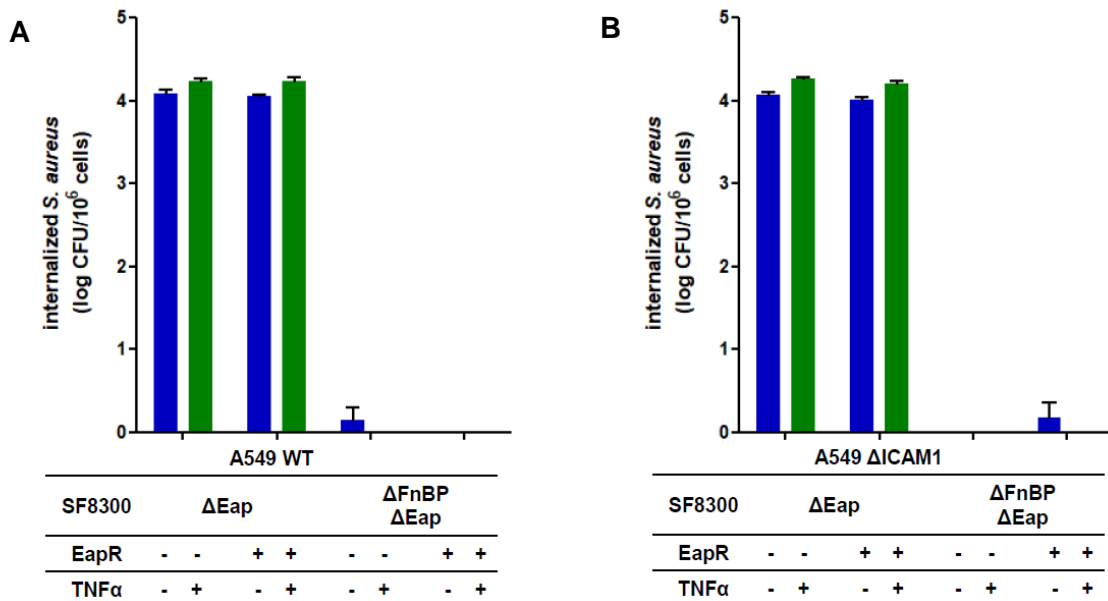 A
internalized S. aureus
(log CFU/10⁶ cells)
5
4
3
2
1
0
A549 WT
SF8300 ΔEap ΔFnBP
ΔEap
EapR - - + + - - + +
TNFα - + - + - + - +
B
internalized S. aureus
(log CFU/10⁶ cells)
5
4
3
2
1
0
A549 ΔICAM1
SF8300 ΔEap ΔFnBP
ΔEap
EapR - - + + - - + +
TNFα - + - + - + - +